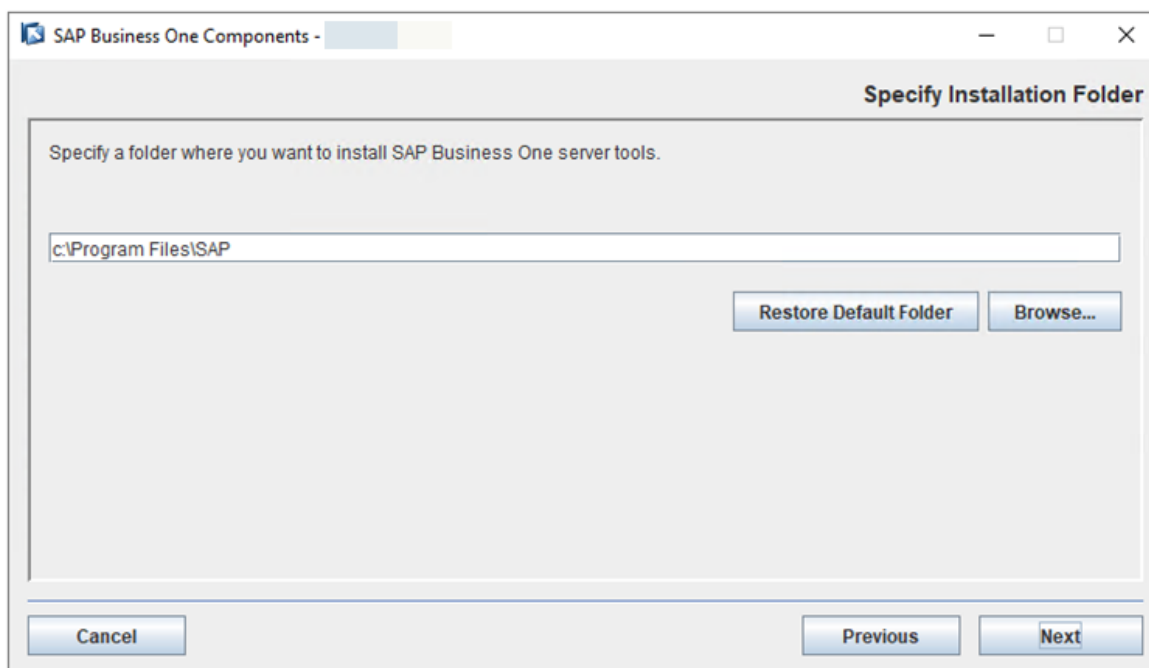 SAP Business One Components -
Specify Installation Folder
Specify a folder where you want to install SAP Business One server tools.
c:\Program Files\SAP
Restore Default Folder Browse...
Cancel Previous Next